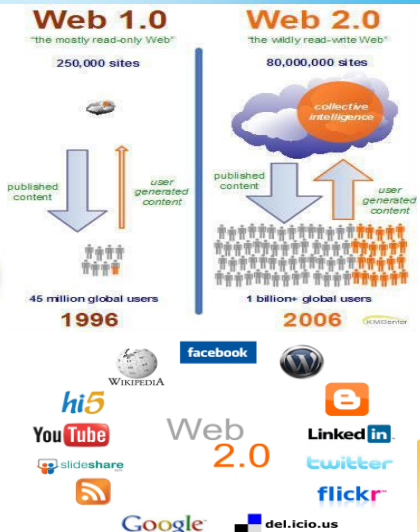 Web 1.0
"the mostly read-only Web"
250,000 sites
published
content
user
generated
content
45 million global users
1996
Web 2.0
"the wildly read-write Web"
80,000,000 sites
collective
intelligence
published
content
user
generated
content
1 billion+ global users
2006
WIKIPEDIA
facebook
W
hi5
YouTube
slideshare
Web
2.0
Linked in
twitter
flickr
Google
del.icio.us